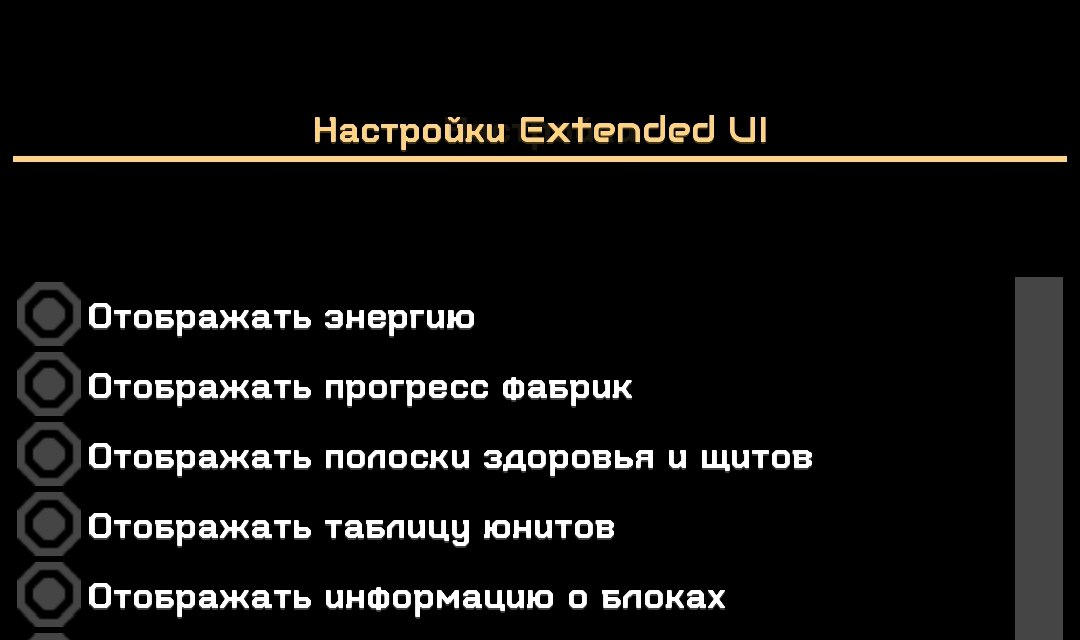 Настройки Extended UI
Отображать энергию
Отображать прогресс фабрик
Отображать полоски здоровья и щитов
Отображать таблицу юнитов
Отображать информацию о блоках